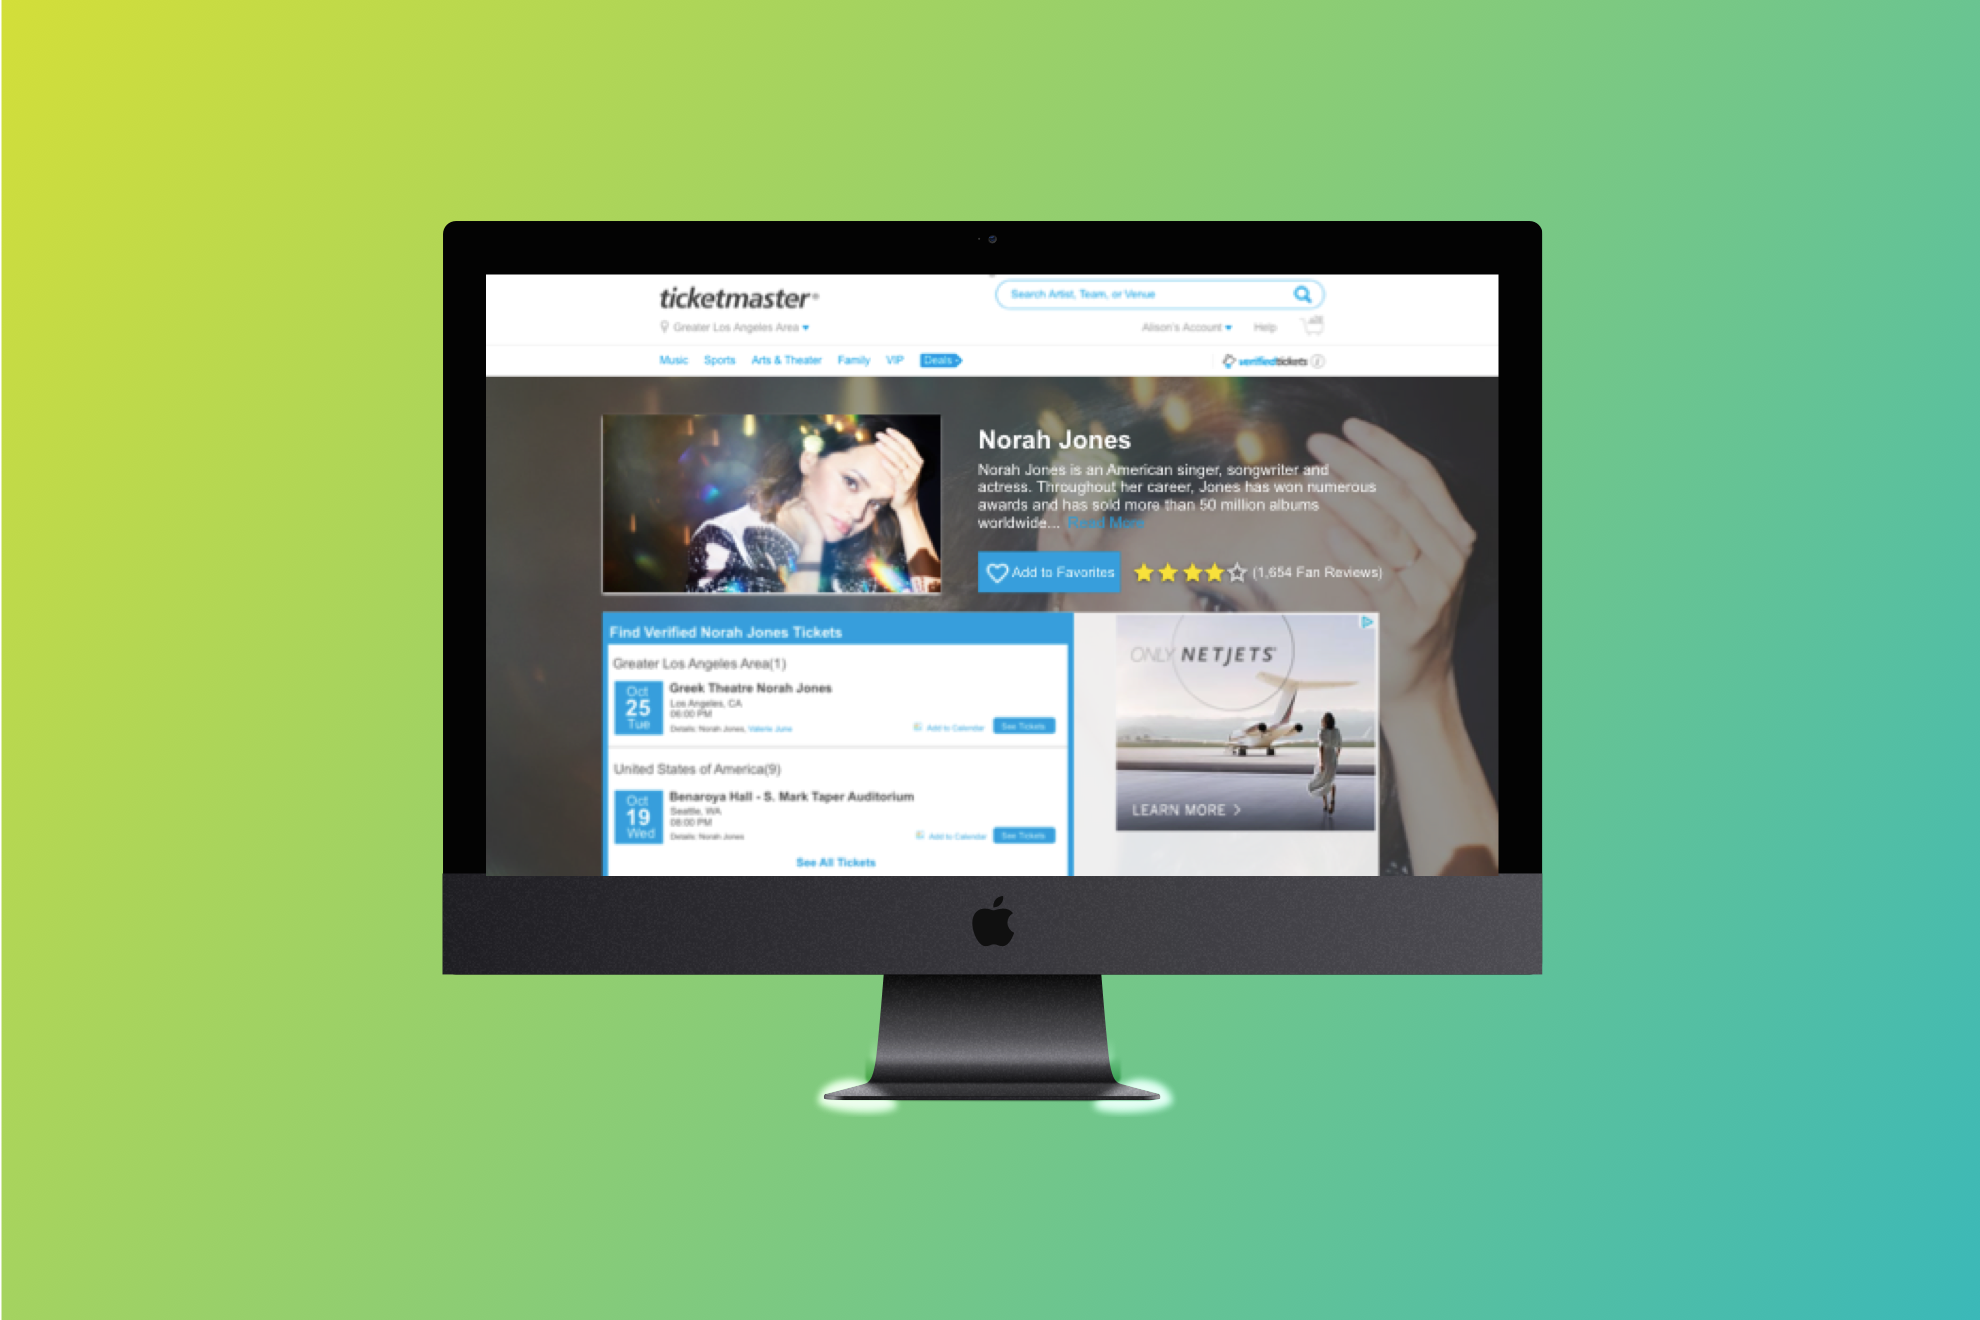 ticketmaster®
Search Artist, Team, or Venue
Greater Los Angeles Area
Alison's Account
Help
Music Sports Arts & Theater Family VIP Deals
verifiedtickets
Norah Jones
Norah Jones is an American singer, songwriter and
actress. Throughout her career, Jones has won numerous
awards and has sold more than 50 million albums
worldwide... Read More
Add to Favorites
(1,654 Fan Reviews)
Find Verified Norah Jones Tickets
Greater Los Angeles Area(1)
Oct
25
Tue
Greek Theatre Norah Jones
Los Angeles, CA
06:00 PM
Details: Norah Jones, Valerie June
Add to Calendar
See Tickets
United States of America(9)
Oct
19
Wed
Benaroya Hall - S. Mark Taper Auditorium
Seattle, WA
08:00 PM
Details: Norah Jones
Add to Calendar
See Tickets
See All Tickets
ONLY NETJETS
LEARN MORE >